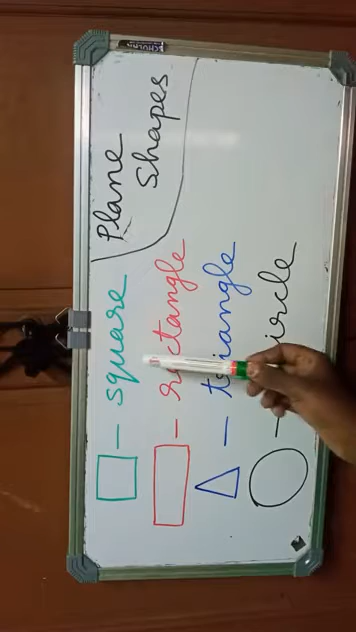 Plane
Shapes
— square
— rectangle
— triangle
— circle